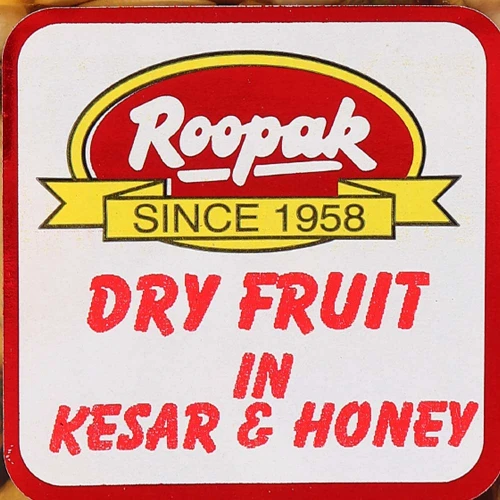 Roopak
SINCE 1958
DRY FRUIT
IN
KESAR & HONEY